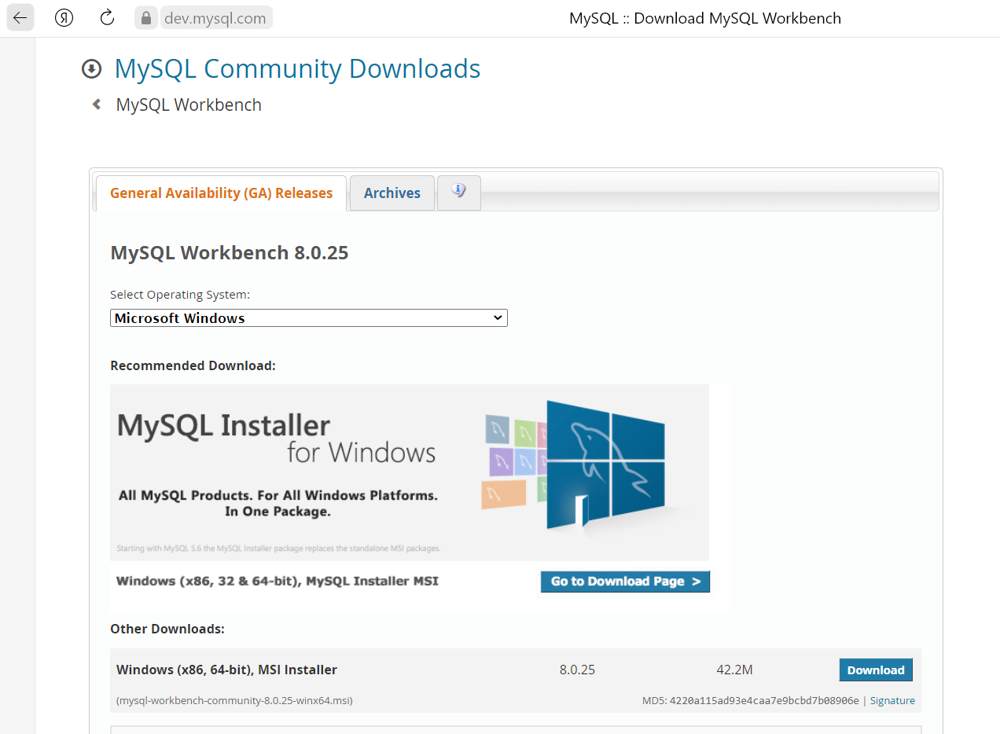 dev.mysql.com
MySQL :: Download MySQL Workbench
MySQL Community Downloads
MySQL Workbench
General Availability (GA) Releases
Archives
MySQL Workbench 8.0.25
Select Operating System:
Microsoft Windows
Recommended Download:
MySQL Installer
for Windows
All MySQL Products. For All Windows Platforms.
In One Package.
Starting with MySQL 5.6 the MySQL Installer package replaces the standalone MSI packages.
Windows (x86, 32 & 64-bit), MySQL Installer MSI
Go to Download Page >
Other Downloads:
Windows (x86, 64-bit), MSI Installer
8.0.25
42.2M
Download
(mysql-workbench-community-8.0.25-winx64.msi)
MD5: 4220a115ad93e4caa7e9bcbd7b08906e | Signature